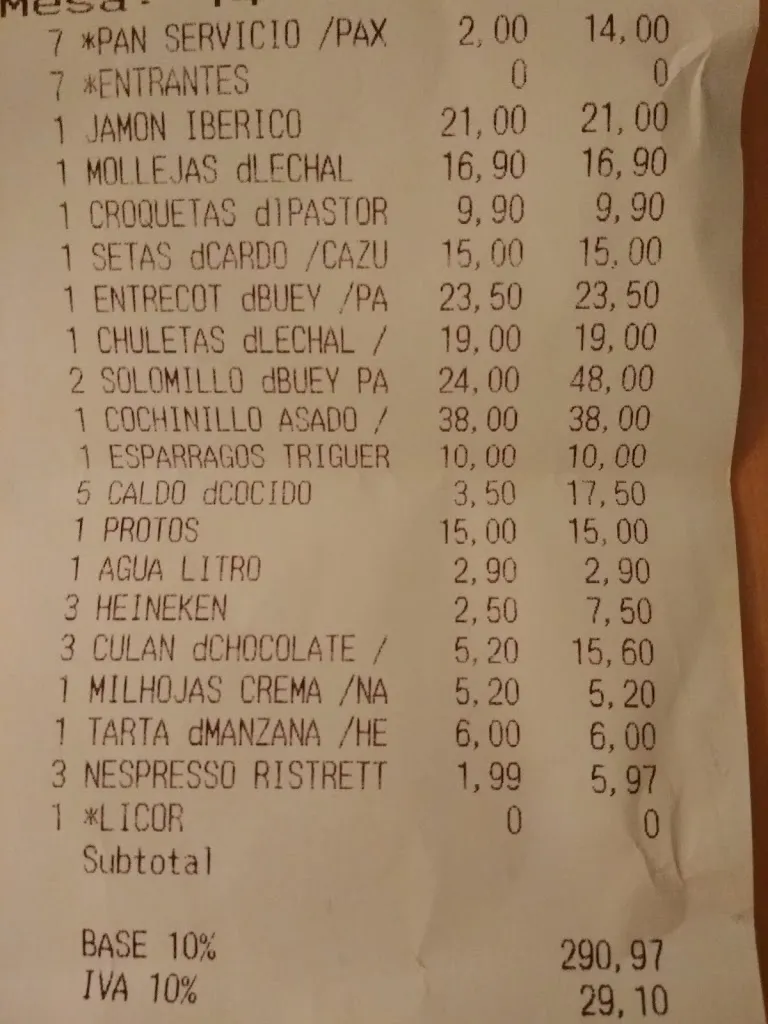 Mesa: 14
7 *PAN SERVICIO /PAX 2,00 14,00
7 *ENTRANTES 0 0
1 JAMON IBERICO 21,00 21,00
1 MOLLEJAS dLECHAL 16,90 16,90
1 CROQUETAS dlPASTOR 9,90 9,90
1 SETAS dCARDO /CAZU 15,00 15,00
1 ENTRECOT dBUEY /PA 23,50 23,50
1 CHULETAS dLECHAL / 19,00 19,00
2 SOLOMILLO dBUEY PA 24,00 48,00
1 COCHINILLO ASADO / 38,00 38,00
1 ESPARRAGOS TRIGUER 10,00 10,00
5 CALDO dCOCIDO 3,50 17,50
1 PROTOS 15,00 15,00
1 AGUA LITRO 2,90 2,90
3 HEINEKEN 2,50 7,50
3 CULAN dCHOCOLATE / 5,20 15,60
1 MILHOJAS CREMA /NA 5,20 5,20
1 TARTA dMANZANA /HE 6,00 6,00
3 NESPRESSO RISTRETT 1,99 5,97
1 *LICOR 0 0
Subtotal
BASE 10% 290,97
IVA 10% 29,10